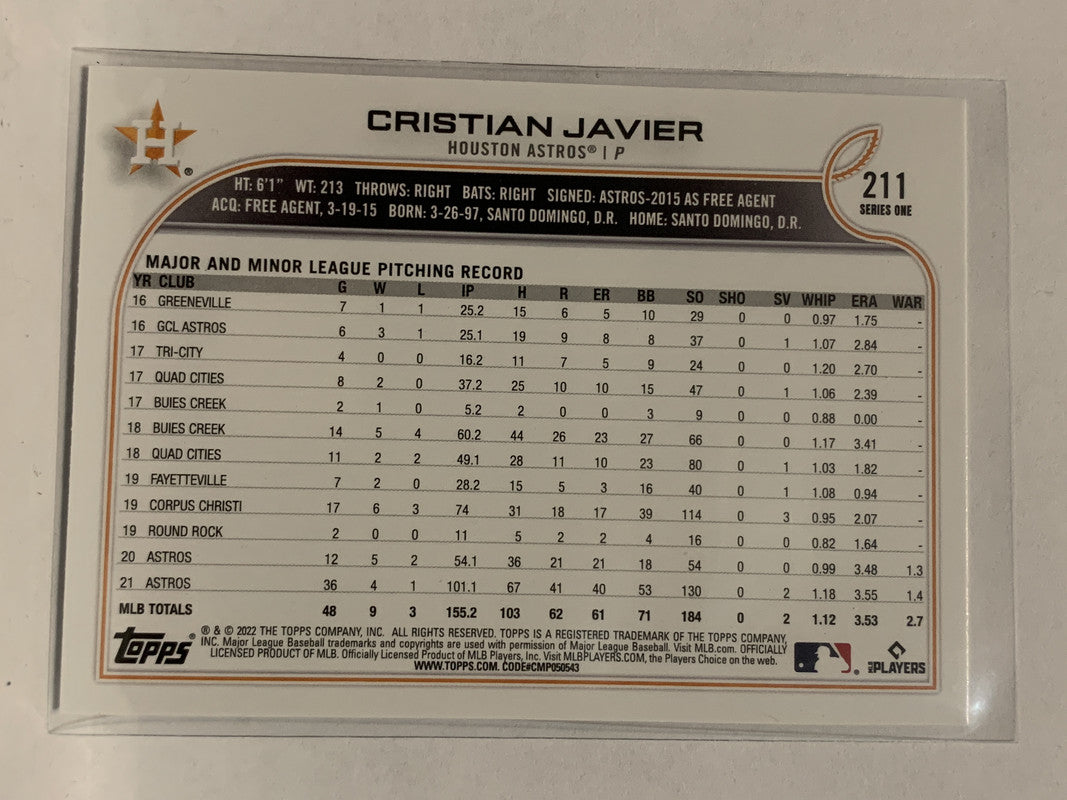 H
CRISTIAN JAVIER
HOUSTON ASTROS® | P
211
SERIES ONE
HT: 6'1" WT: 213 THROWS: RIGHT BATS: RIGHT SIGNED: ASTROS-2015 AS FREE AGENT
ACQ: FREE AGENT, 3-19-15 BORN: 3-26-97, SANTO DOMINGO, D.R. HOME: SANTO DOMINGO, D.R.
MAJOR AND MINOR LEAGUE PITCHING RECORD
YR CLUB G W L IP H R ER BB SO SHO SV WHIP ERA WAR
16 GREENEVILLE 7 1 1 25.2 15 6 5 10 29 0 0 0.97 1.75 -
16 GCL ASTROS 6 3 1 25.1 19 9 8 8 37 0 1 1.07 2.84 -
17 TRI-CITY 4 0 0 16.2 11 7 5 9 24 0 0 1.20 2.70 -
17 QUAD CITIES 8 2 0 37.2 25 10 10 15 47 0 1 1.06 2.39 -
17 BUIES CREEK 2 1 0 5.2 2 0 0 3 9 0 0 0.88 0.00 -
18 BUIES CREEK 14 5 4 60.2 44 26 23 27 66 0 0 1.17 3.41 -
18 QUAD CITIES 11 2 2 49.1 28 11 10 23 80 0 1 1.03 1.82 -
19 FAYETTEVILLE 7 2 0 28.2 15 5 3 16 40 0 1 1.08 0.94 -
19 CORPUS CHRISTI 17 6 3 74 31 18 17 39 114 0 3 0.95 2.07 -
19 ROUND ROCK 2 0 0 11 5 2 2 4 16 0 0 0.82 1.64 -
20 ASTROS 12 5 2 54.1 36 21 21 18 54 0 0 0.99 3.48 1.3
21 ASTROS 36 4 1 101.1 67 41 40 53 130 0 2 1.18 3.55 1.4
MLB TOTALS 48 9 3 155.2 103 62 61 71 184 0 2 1.12 3.53 2.7
Topps®
® & © 2022 THE TOPPS COMPANY, INC. ALL RIGHTS RESERVED. TOPPS IS A REGISTERED TRADEMARK OF THE TOPPS COMPANY,
INC. Major League Baseball trademarks and copyrights are used with permission of Major League Baseball. Visit MLB.com. OFFICIALLY
LICENSED PRODUCT OF MLB. Officially Licensed Product of MLB Players, Inc. Visit MLBPLAYERS.COM, the Players Choice on the web.
WWW.TOPPS.COM. CODE#CMP050543
MLB PLAYERS